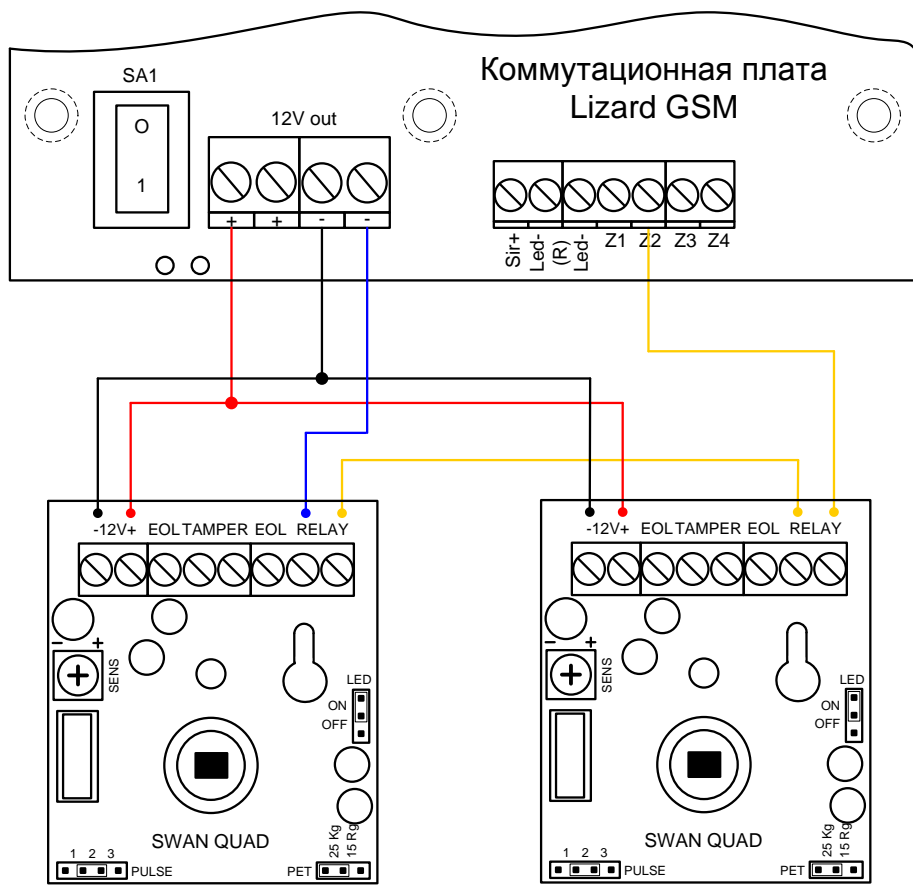 Коммутационная плата
Lizard GSM
SA1
O
1
12V out
+ + - -
Sir+ Led- (R) Led- Z1 Z2 Z3 Z4
-12V+ EOL TAMPER EOL RELAY
- +
SENS
LED
ON
OFF
SWAN QUAD
1 2 3 PULSE
PET 25 Kg 15 Rg
-12V+ EOL TAMPER EOL RELAY
- +
SENS
LED
ON
OFF
SWAN QUAD
1 2 3 PULSE
PET 25 Kg 15 Rg